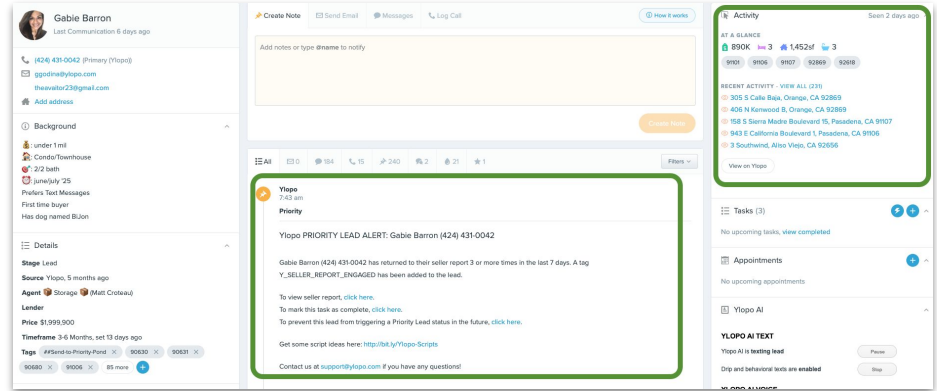 Gabie Barron
Last Communication 6 days ago
(424) 431-0042 (Primary (Ylopo))
ggodina@ylopo.com
theavaltor23@gmail.com
Add address
Background
: under 1 mil
: Condo/Townhouse
: 2/2 bath
: june/july '25
Prefers Text Messages
First time buyer
Has dog named BiJon
Details
Stage Lead
Source Ylopo, 5 months ago
Agent Storage (Matt Croteau)
Lender
Price $1,999,900
Timeframe 3-6 Months, set 13 days ago
Tags ##Send-to-Priority-Pond × 90630 × 90631 ×
90680 × 91006 × 85 more +
Create Note Send Email Messages Log Call How it works
Add notes or type @name to notify
Create Note
All 0 184 15 240 2 21 1 Filters
Ylopo
7:43 am
Priority
Ylopo PRIORITY LEAD ALERT: Gabie Barron (424) 431-0042
Gabie Barron (424) 431-0042 has returned to their seller report 3 or more times in the last 7 days. A tag
Y_SELLER_REPORT_ENGAGED has been added to the lead.
To view seller report, click here.
To mark this task as complete, click here.
To prevent this lead from triggering a Priority Lead status in the future, click here.
Get some script ideas here: http://bit.ly/Ylopo-Scripts
Contact us at support@ylopo.com if you have any questions!
Activity Seen 2 days ago
AT A GLANCE
890K 3 1,452sf 3
91101 91106 91107 92869 92618
RECENT ACTIVITY - VIEW ALL (231)
305 S Calle Baja, Orange, CA 92869
406 N Kenwood B, Orange, CA 92869
158 S Sierra Madre Boulevard 15, Pasadena, CA 91107
943 E California Boulevard 1, Pasadena, CA 91106
3 Southwind, Aliso Viejo, CA 92656
View on Ylopo
Tasks (3)
No upcoming tasks, view completed
Appointments
No upcoming appointments
Ylopo AI
YLOPO AI TEXT
Ylopo AI is texting lead Pause
Drip and behavioral texts are enabled Stop
YLOPO AI VOICE